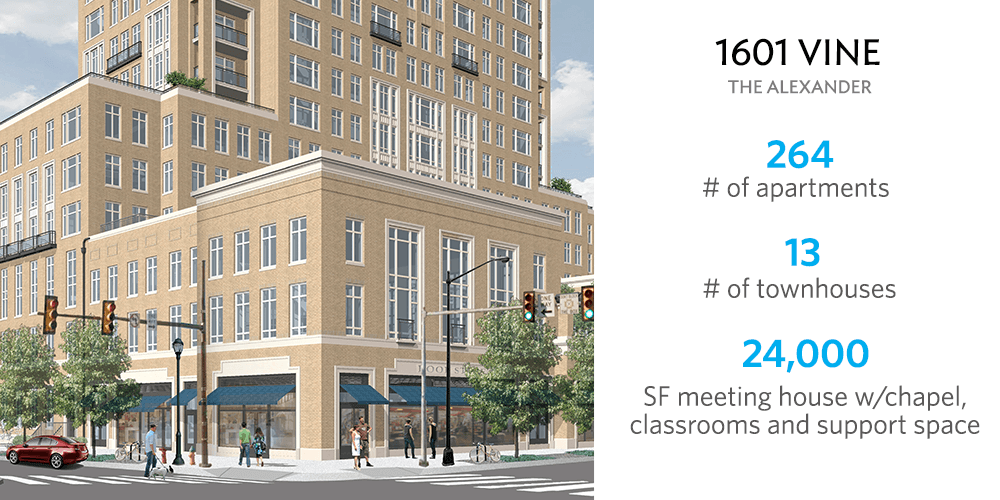 1601 VINE
THE ALEXANDER
264
# of apartments
13
# of townhouses
24,000
SF meeting house w/chapel,
classrooms and support space